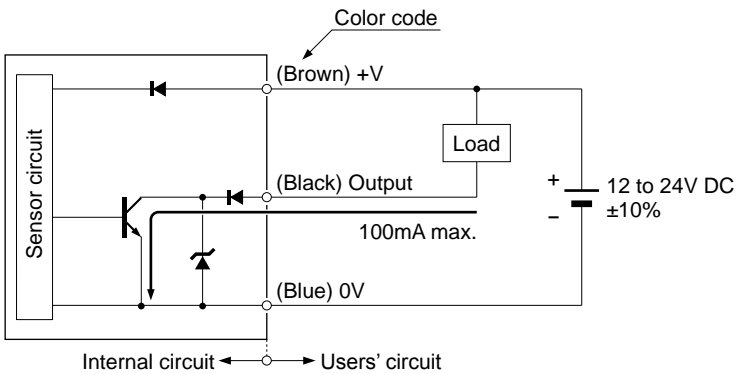 Color code
(Brown) +V
Sensor circuit
Load
(Black) Output
+
12 to 24V DC
−
±10%
100mA max.
(Blue) 0V
Internal circuit
Users’ circuit